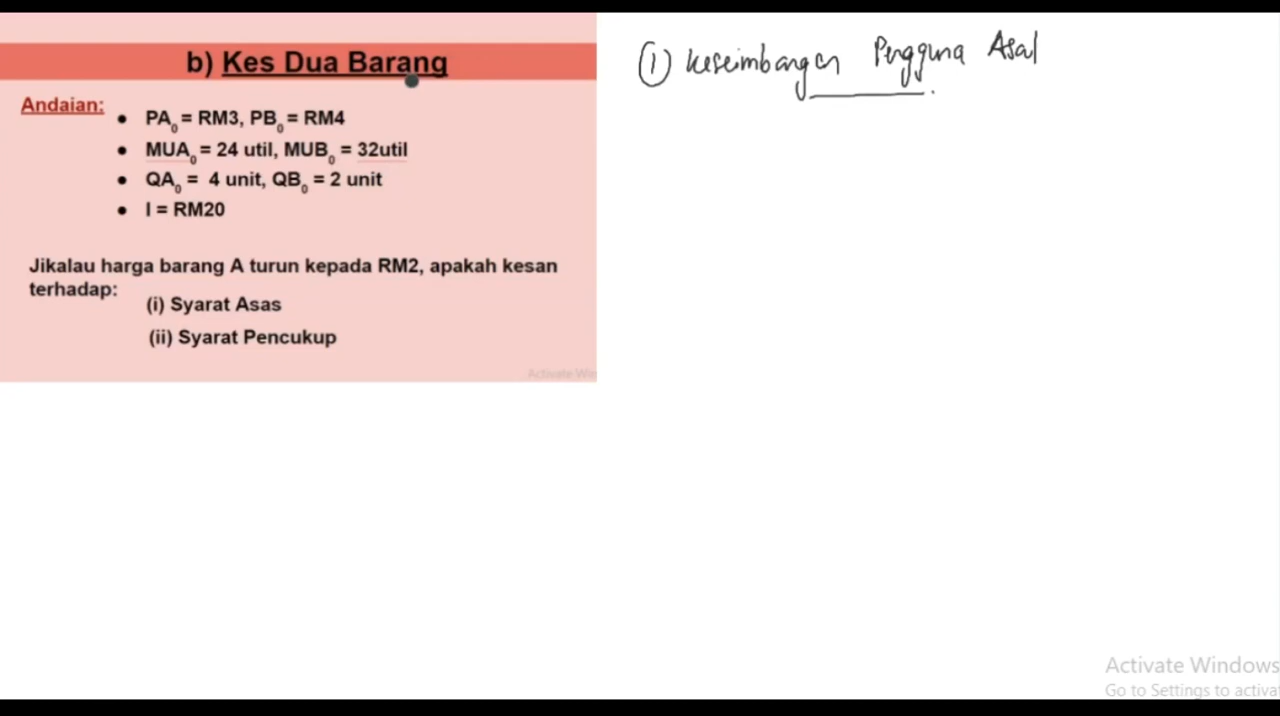 b) Kes Dua Barang
Andaian:
• PA₀ = RM3, PB₀ = RM4
• MUA₀ = 24 util, MUB₀ = 32util
• QA₀ = 4 unit, QB₀ = 2 unit
• I = RM20
Jikalau harga barang A turun kepada RM2, apakah kesan
terhadap:
(i) Syarat Asas
(ii) Syarat Pencukup
Activate Win
① Keseimbangan Pengguna Asal
Activate Windows
Go to Settings to activat